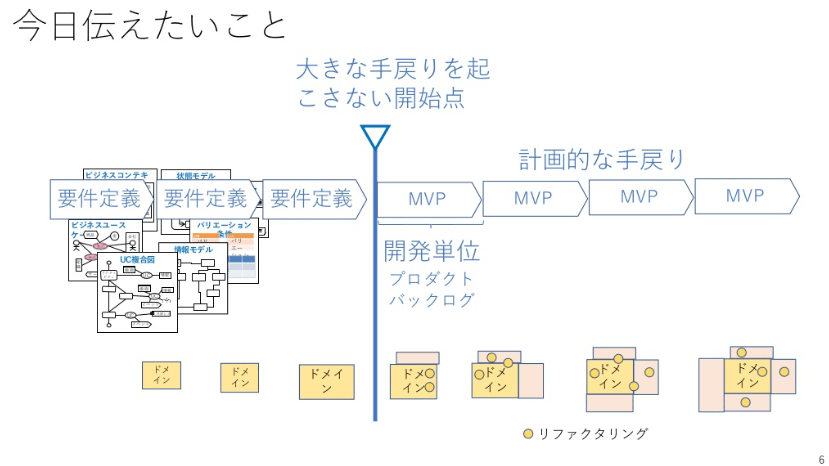 今日伝えたいこと
大きな手戻りを起
こさない開始点
計画的な手戻り
ビジネスコンテキ
状態モデル
要件定義
要件定義
要件定義
MVP
MVP
MVP
MVP
ビジネスユース
ケー
バリエーション
条件
情報モデル
UC複合図
開発単位
プロダクト
バックログ
ドメ
イン
ドメ
イン
ドメイ
ン
ドメ
イン
ドメ
イン
ドメ
イン
ドメ
イン
リファクタリング
6